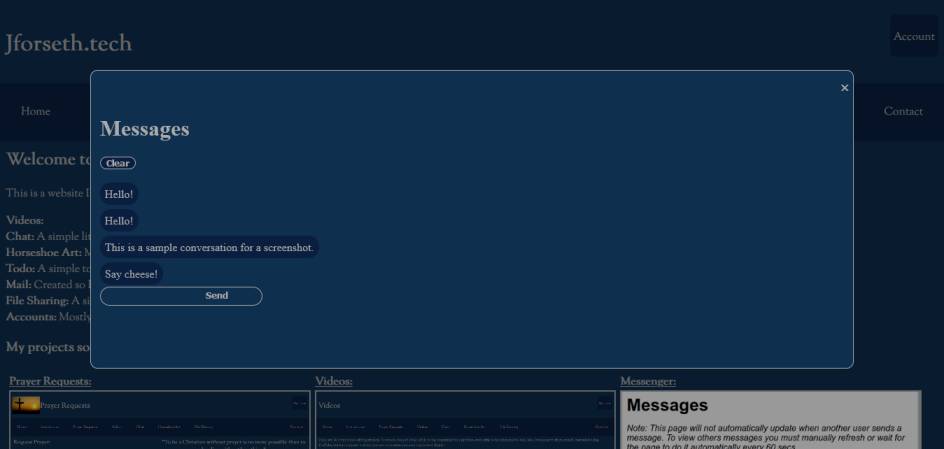 Jforseth.tech
Account
Home
Contact
×
Messages
Clear
Hello!
Hello!
This is a sample conversation for a screenshot.
Say cheese!
Send
Welcome to
This is a website
Videos:
Chat: A simple
Horseshoe Art:
Todo: A simple
Mail: Created so
File Sharing: A
Accounts: Mostly
My projects so
Prayer Requests:
Videos:
Messenger:
Prayer Requests
Videos
Messages
Note: This page will not automatically update when another user sends a
message. To view others messages you must manually refresh or wait for
the page to do it automatically every 60 secs